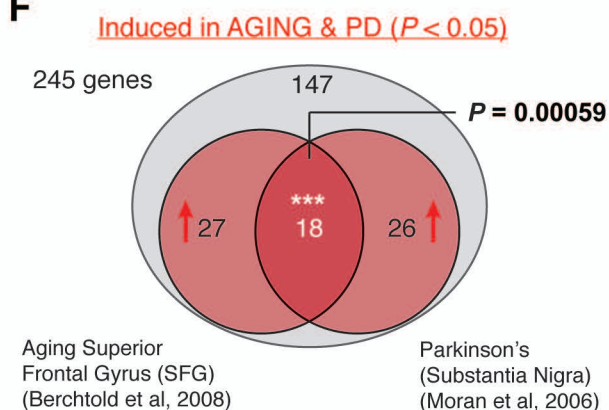 F
Induced in AGING & PD (P < 0.05)
245 genes
147
P = 0.00059
***
27
18
26
Aging Superior
Frontal Gyrus (SFG)
(Berchtold et al, 2008)
Parkinson's
(Substantia Nigra)
(Moran et al, 2006)